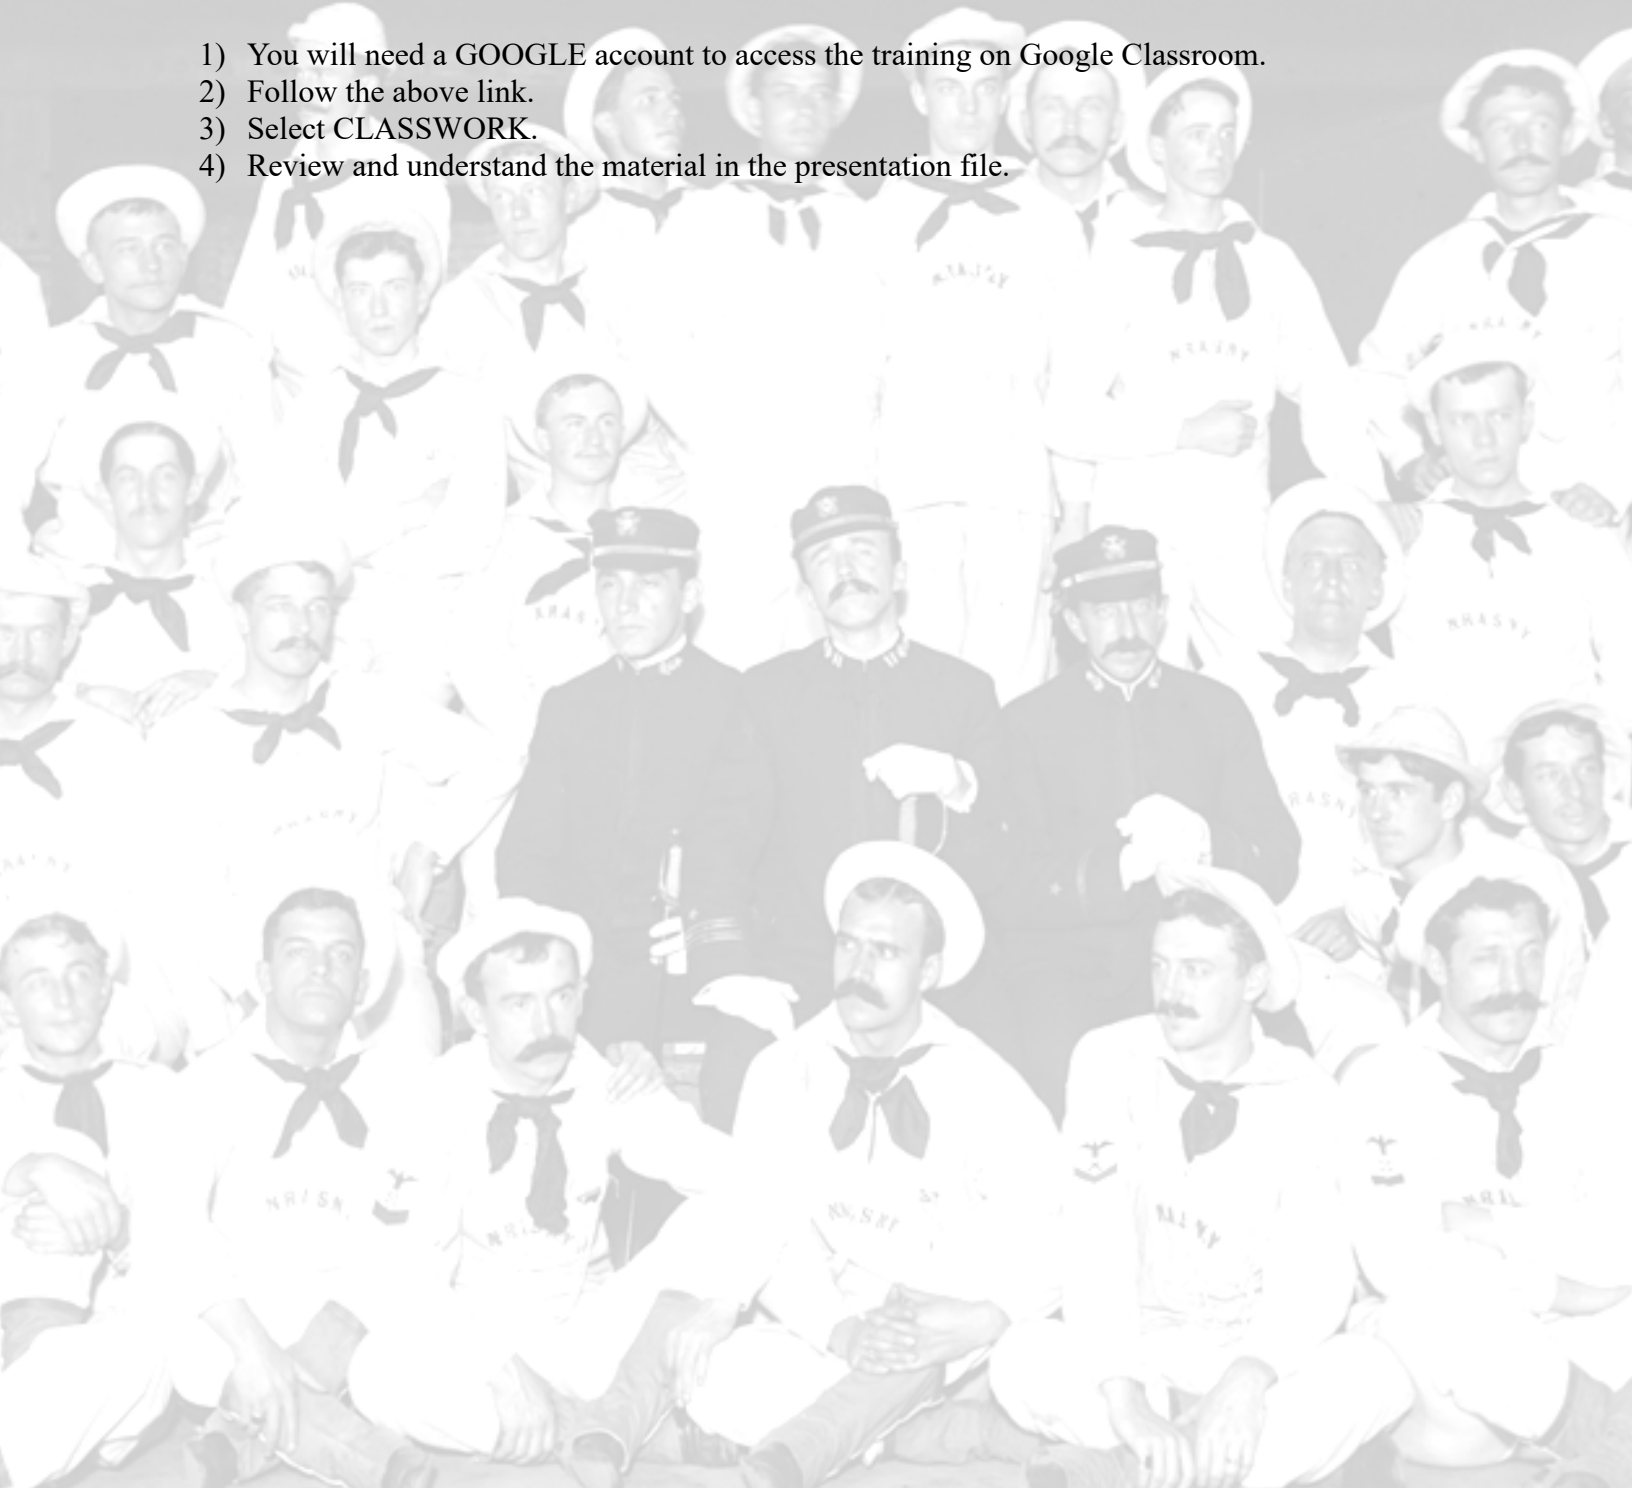 1) You will need a GOOGLE account to access the training on Google Classroom.
2) Follow the above link.
3) Select CLASSWORK.
4) Review and understand the material in the presentation file.